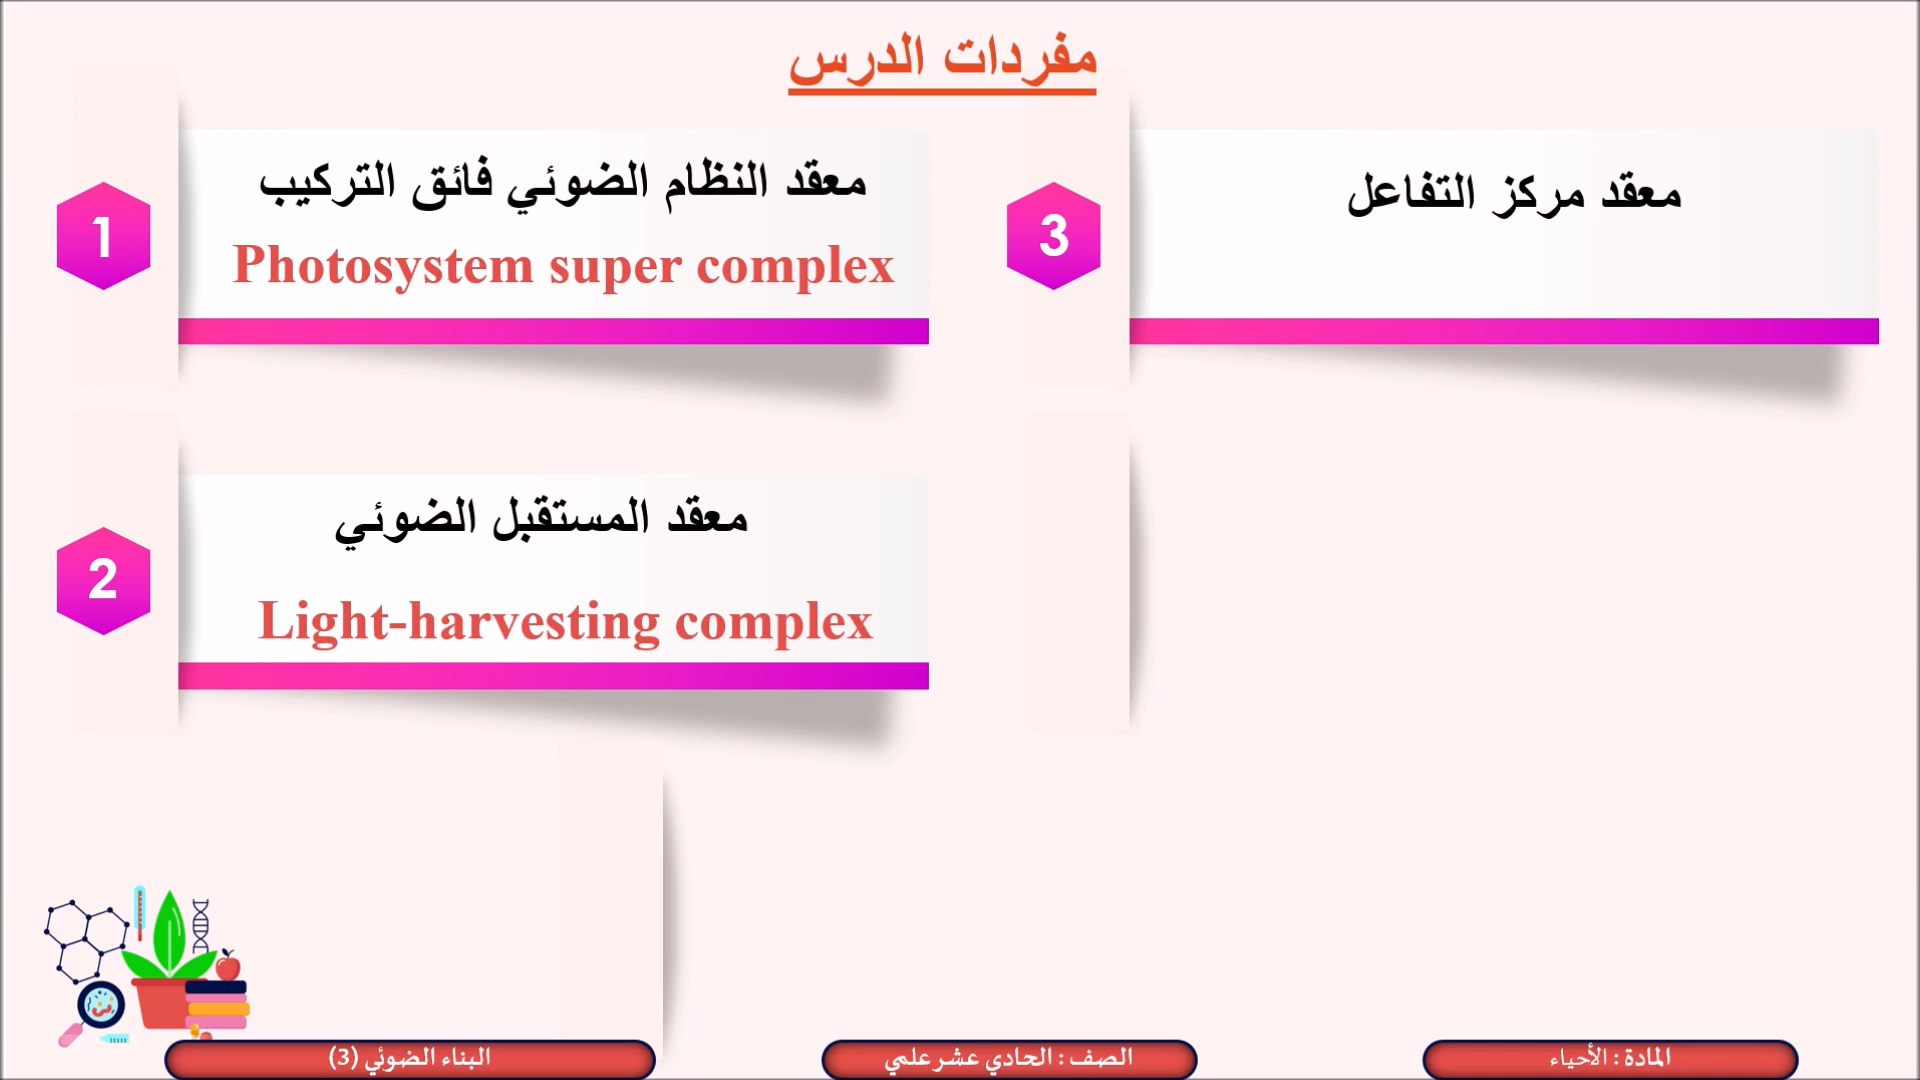 مفردات الدرس
1
معقد النظام الضوئي فائق التركيب
Photosystem super complex
2
معقد المستقبل الضوئي
Light-harvesting complex
3
معقد مركز التفاعل
المادة : الأحياء
الصف : الحادي عشر علمي
البناء الضوئي (3)